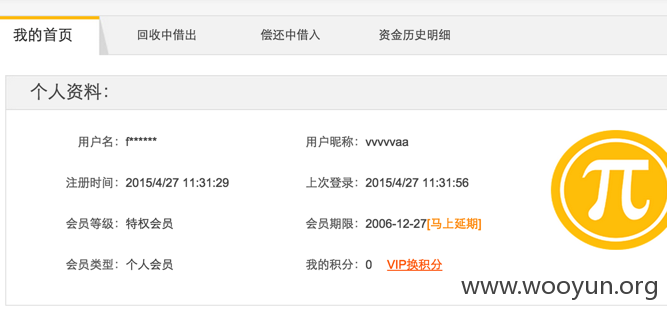 我的首页 回收中借出 偿还中借入 资金历史明细
个人资料：
用户名：f****** 用户昵称：vvvvvaa
注册时间：2015/4/27 11:31:29 上次登录：2015/4/27 11:31:56
会员等级：特权会员 会员期限：2006-12-27[马上延期]
会员类型：个人会员 我的积分：0 VIP换积分
π
www.wooyun.org